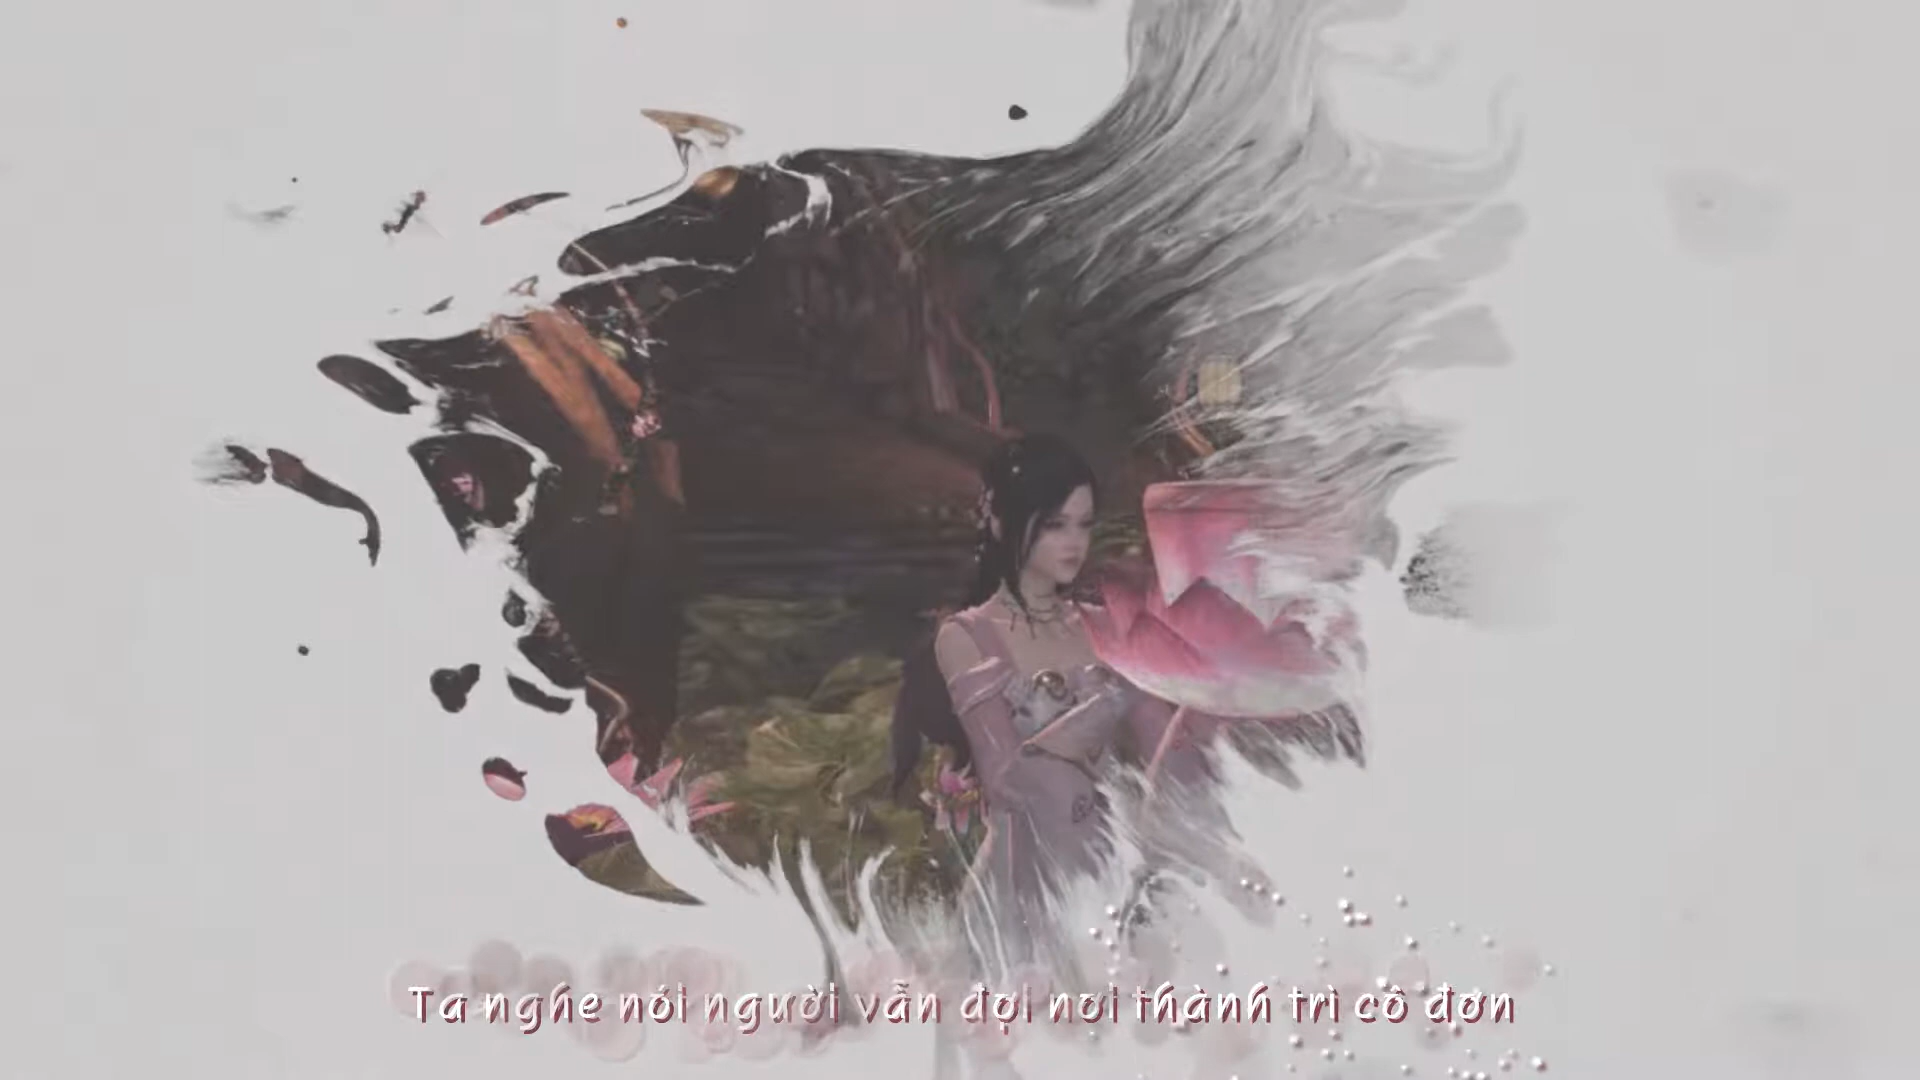 Ta nghe nói người vẫn đợi nơi thành trì cô đơn